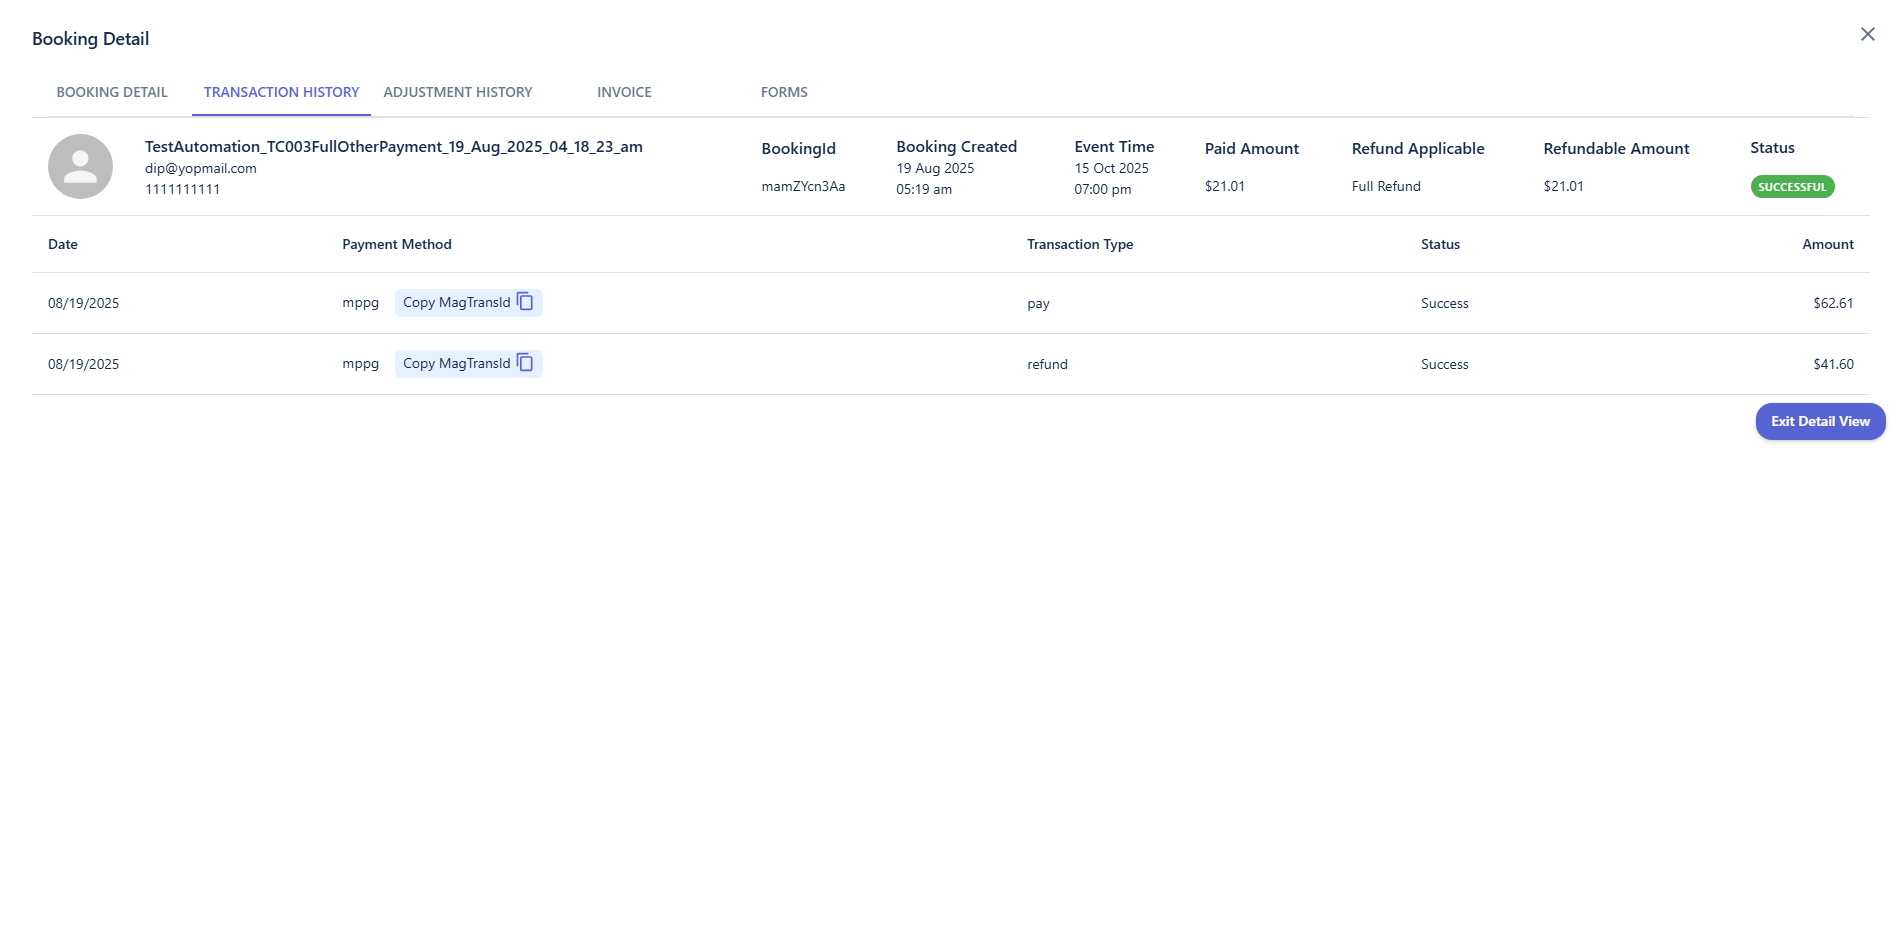 Booking Detail
BOOKING DETAIL TRANSACTION HISTORY ADJUSTMENT HISTORY INVOICE FORMS
TestAutomation_TC003FullOtherPayment_19_Aug_2025_04_18_23_am
dip@yopmail.com
1111111111
BookingId
mamZYcn3Aa
Booking Created
19 Aug 2025
05:19 am
Event Time
15 Oct 2025
07:00 pm
Paid Amount
$21.01
Refund Applicable
Full Refund
Refundable Amount
$21.01
Status
SUCCESSFUL
Date Payment Method Transaction Type Status Amount
08/19/2025 mppg Copy MagTransId pay Success $62.61
08/19/2025 mppg Copy MagTransId refund Success $41.60
Exit Detail View